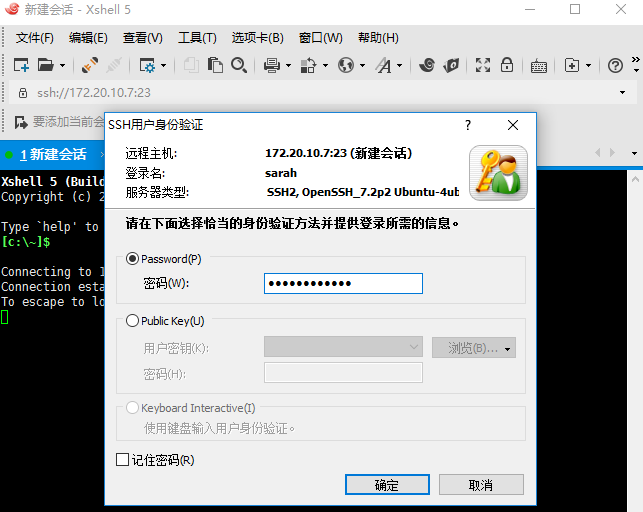 新建会话 - Xshell 5
文件(F) 编辑(E) 查看(V) 工具(T) 选项卡(B) 窗口(W) 帮助(H)
ssh://172.20.10.7:23
要添加当前会
1 新建会话
Xshell 5 (Build
Copyright (c) 2
Type `help' to
[c:\~]$
Connecting to 1
Connection esta
To escape to lo
SSH用户身份验证
远程主机: 172.20.10.7:23 (新建会话)
登录名: sarah
服务器类型: SSH2, OpenSSH_7.2p2 Ubuntu-4ub
请在下面选择恰当的身份验证方法并提供登录所需的信息。
Password(P)
密码(W): ●●●●●●●●●●●●
Public Key(U)
用户密钥(K): 浏览(B)...
密码(H):
Keyboard Interactive(I)
使用键盘输入用户身份验证。
记住密码(R)
确定 取消